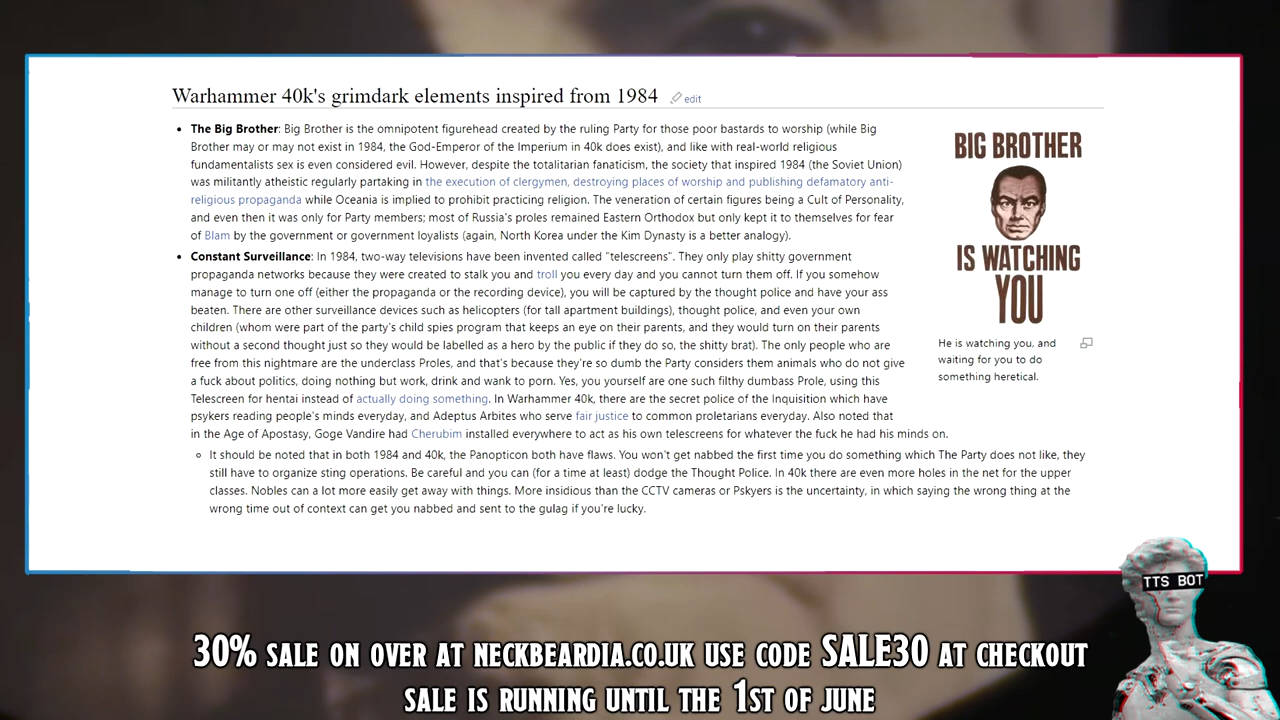 Warhammer 40k's grimdark elements inspired from 1984 edit
The Big Brother: Big Brother is the omnipotent figurehead created by the ruling Party for those poor bastards to worship (while Big
Brother may or may not exist in 1984, the God-Emperor of the Imperium in 40k does exist), and like with real-world religious
fundamentalists sex is even considered evil. However, despite the totalitarian fanaticism, the society that inspired 1984 (the Soviet Union)
was militantly atheistic regularly partaking in the execution of clergymen, destroying places of worship and publishing defamatory anti-
religious propaganda while Oceania is implied to prohibit practicing religion. The veneration of certain figures being a Cult of Personality,
and even then it was only for Party members; most of Russia's proles remained Eastern Orthodox but only kept it to themselves for fear
of Blam by the government or government loyalists (again, North Korea under the Kim Dynasty is a better analogy).
Constant Surveillance: In 1984, two-way televisions have been invented called "telescreens". They only play shitty government
propaganda networks because they were created to stalk you and troll you every day and you cannot turn them off. If you somehow
manage to turn one off (either the propaganda or the recording device), you will be captured by the thought police and have your ass
beaten. There are other surveillance devices such as helicopters (for tall apartment buildings), thought police, and even your own
children (whom were part of the party's child spies program that keeps an eye on their parents, and they would turn on their parents
without a second thought just so they would be labelled as a hero by the public if they do so, the shitty brat). The only people who are
free from this nightmare are the underclass Proles, and that's because they're so dumb the Party considers them animals who do not give
a fuck about politics, doing nothing but work, drink and wank to porn. Yes, you yourself are one such filthy dumbass Prole, using this
Telescreen for hentai instead of actually doing something. In Warhammer 40k, there are the secret police of the Inquisition which have
psykers reading people's minds everyday, and Adeptus Arbites who serve fair justice to common proletarians everyday. Also noted that
in the Age of Apostasy, Goge Vandire had Cherubim installed everywhere to act as his own telescreens for whatever the fuck he had his minds on.
It should be noted that in both 1984 and 40k, the Panopticon both have flaws. You won't get nabbed the first time you do something which The Party does not like, they
still have to organize sting operations. Be careful and you can (for a time at least) dodge the Thought Police. In 40k there are even more holes in the net for the upper
classes. Nobles can a lot more easily get away with things. More insidious than the CCTV cameras or Pskyers is the uncertainty, in which saying the wrong thing at the
wrong time out of context can get you nabbed and sent to the gulag if you're lucky.
BIG BROTHER
IS WATCHING
YOU
He is watching you, and
waiting for you to do
something heretical.
TTS BOT
30% SALE ON OVER AT NECKBEARDIA.CO.UK USE CODE SALE30 AT CHECKOUT
SALE IS RUNNING UNTIL THE 1ST OF JUNE